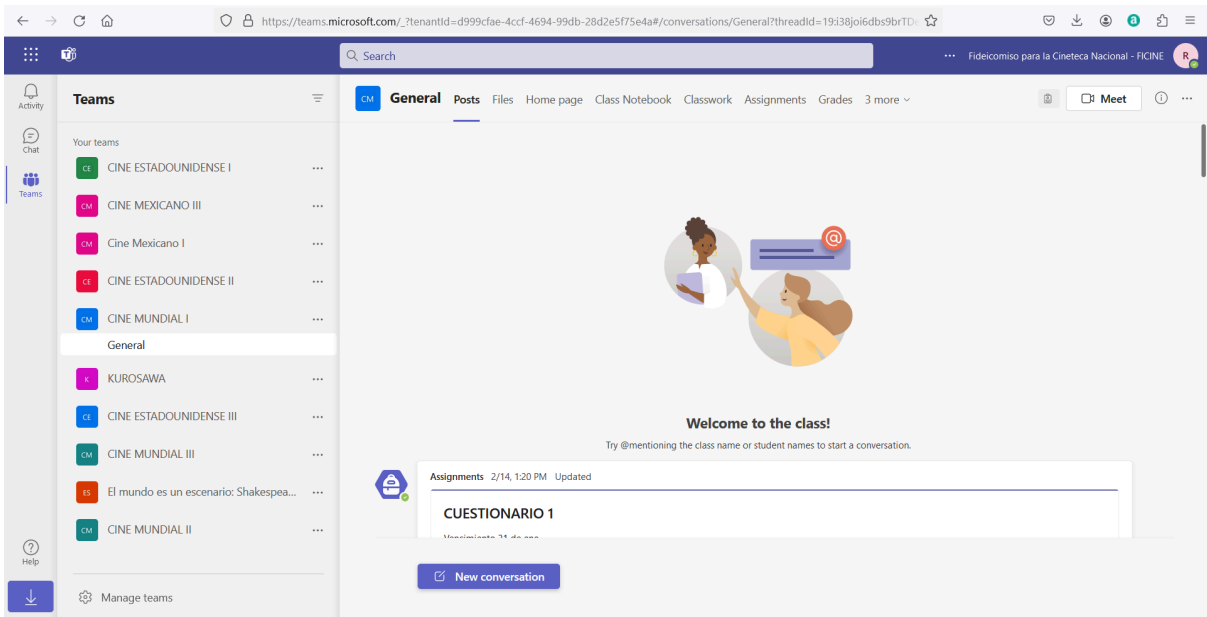 https://teams.microsoft.com/_?tenantId=d999cfae-4ccf-4694-99db-28d2e5f75e4a#/conversations/General?threadId=19:i38joi6dbs9brTD
Search
Fideicomiso para la Cineteca Nacional - FICINE
R
Activity
Chat
Teams
Help
Teams
Your teams
CE CINE ESTADOUNIDENSE I
CM CINE MEXICANO III
CM Cine Mexicano I
CE CINE ESTADOUNIDENSE II
CM CINE MUNDIAL I
General
K KUROSAWA
CE CINE ESTADOUNIDENSE III
CM CINE MUNDIAL III
ES El mundo es un escenario: Shakespea...
CM CINE MUNDIAL II
Manage teams
CM General Posts Files Home page Class Notebook Classwork Assignments Grades 3 more
Meet
Welcome to the class!
Try @mentioning the class name or student names to start a conversation.
Assignments 2/14, 1:20 PM Updated
CUESTIONARIO 1
Vencimiento 21 de ene
New conversation